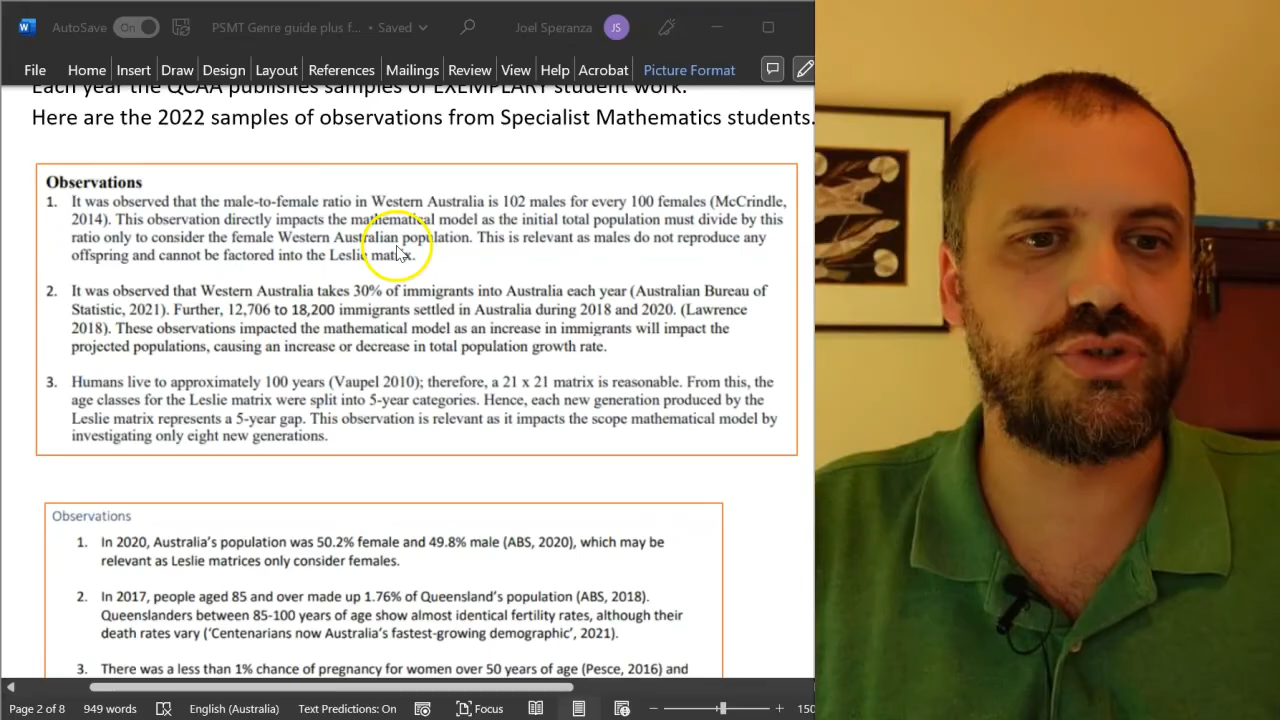 AutoSave On PSMT Genre guide plus f... • Saved Joel Speranza JS
File Home Insert Draw Design Layout References Mailings Review View Help Acrobat Picture Format
Each year the QCAA publishes samples of EXEMPLARY student work.
Here are the 2022 samples of observations from Specialist Mathematics students.
Observations
1. It was observed that the male-to-female ratio in Western Australia is 102 males for every 100 females (McCrindle,
2014). This observation directly impacts the mathematical model as the initial total population must divide by this
ratio only to consider the female Western Australian population. This is relevant as males do not reproduce any
offspring and cannot be factored into the Leslie matrix.
2. It was observed that Western Australia takes 30% of immigrants into Australia each year (Australian Bureau of
Statistic, 2021). Further, 12,706 to 18,200 immigrants settled in Australia during 2018 and 2020. (Lawrence
2018). These observations impacted the mathematical model as an increase in immigrants will impact the
projected populations, causing an increase or decrease in total population growth rate.
3. Humans live to approximately 100 years (Vaupel 2010); therefore, a 21 x 21 matrix is reasonable. From this, the
age classes for the Leslie matrix were split into 5-year categories. Hence, each new generation produced by the
Leslie matrix represents a 5-year gap. This observation is relevant as it impacts the scope mathematical model by
investigating only eight new generations.
Observations
1. In 2020, Australia's population was 50.2% female and 49.8% male (ABS, 2020), which may be
relevant as Leslie matrices only consider females.
2. In 2017, people aged 85 and over made up 1.76% of Queensland's population (ABS, 2018).
Queenslanders between 85-100 years of age show almost identical fertility rates, although their
death rates vary ('Centenarians now Australia's fastest-growing demographic', 2021).
3. There was a less than 1% chance of pregnancy for women over 50 years of age (Pesce, 2016) and
Page 2 of 8 949 words English (Australia) Text Predictions: On Focus 150